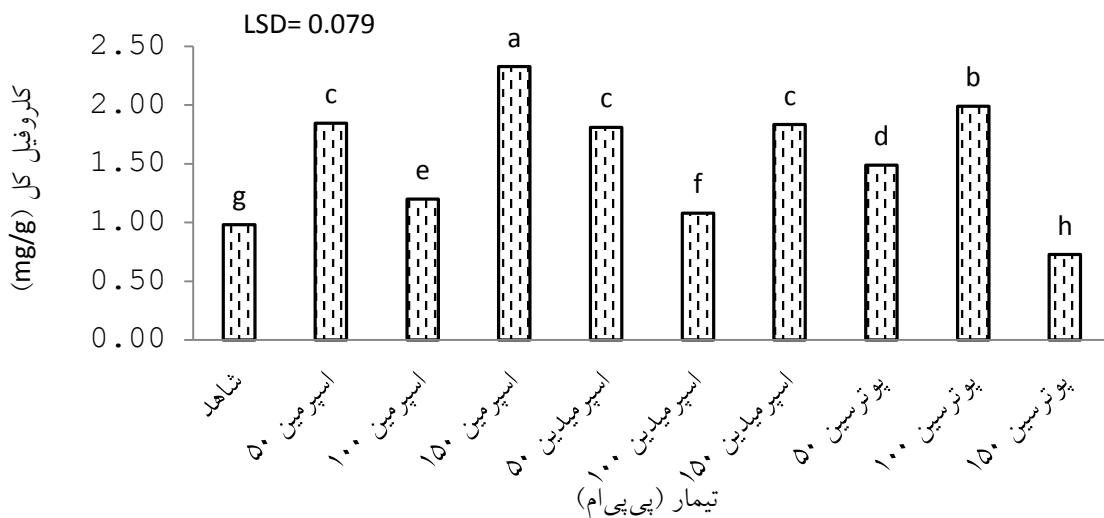 LSD= 0.079
کلروفیل کل (mg/g)
2.50
2.00
1.50
1.00
0.50
0.00
g
c
e
a
c
f
c
d
b
h
شاهد
اسپرمین ۵۰
اسپرمین ۱۰۰
اسپرمین ۱۵۰
اسپرمیدین ۵۰
اسپرمیدین ۱۰۰
اسپرمیدین ۱۵۰
پوترسین ۵۰
پوترسین ۱۰۰
پوترسین ۱۵۰
تیمار (پی‌پی‌ام)